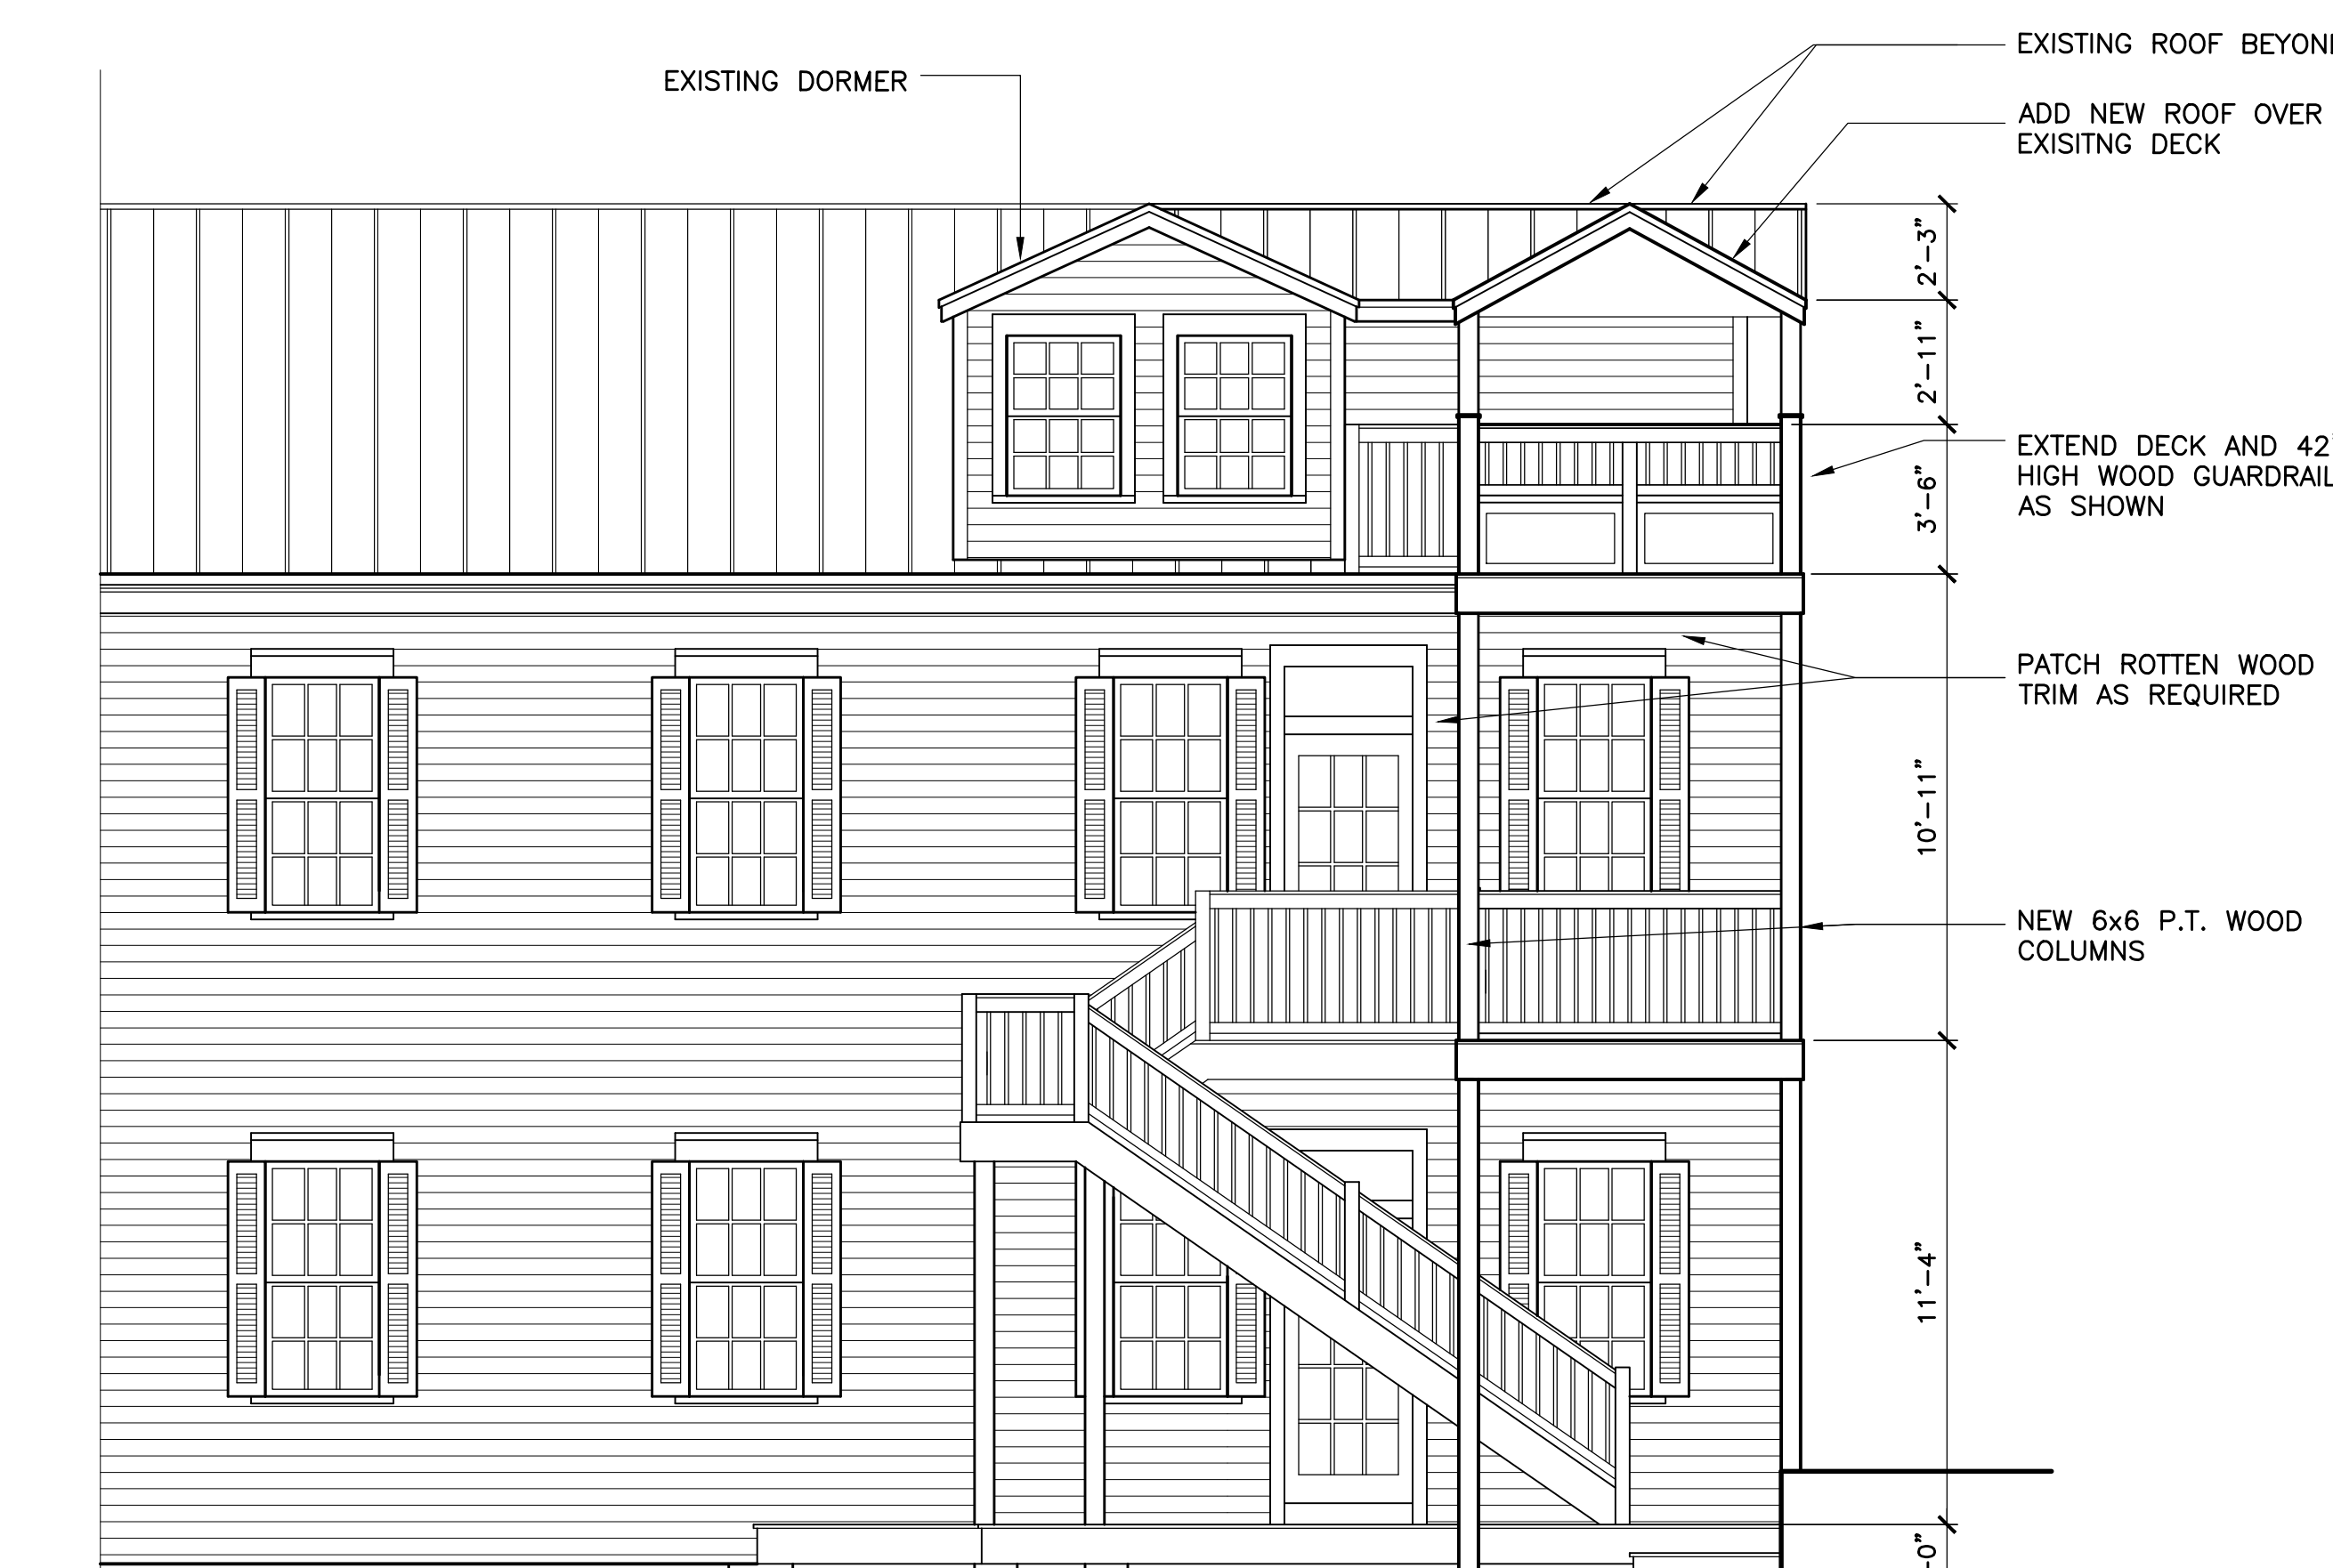 EXISTING DORMER
EXISTING ROOF BEYON
ADD NEW ROOF OVER
EXISITNG DECK
2'-3"
2'-11"
EXTEND DECK AND 42"
HIGH WOOD GUARDRAIL
AS SHOWN
3'-6"
PATCH ROTTEN WOOD
TRIM AS REQUIRED
10'-11"
NEW 6x6 P.T. WOOD
COLUMNS
11'-4"
-0"